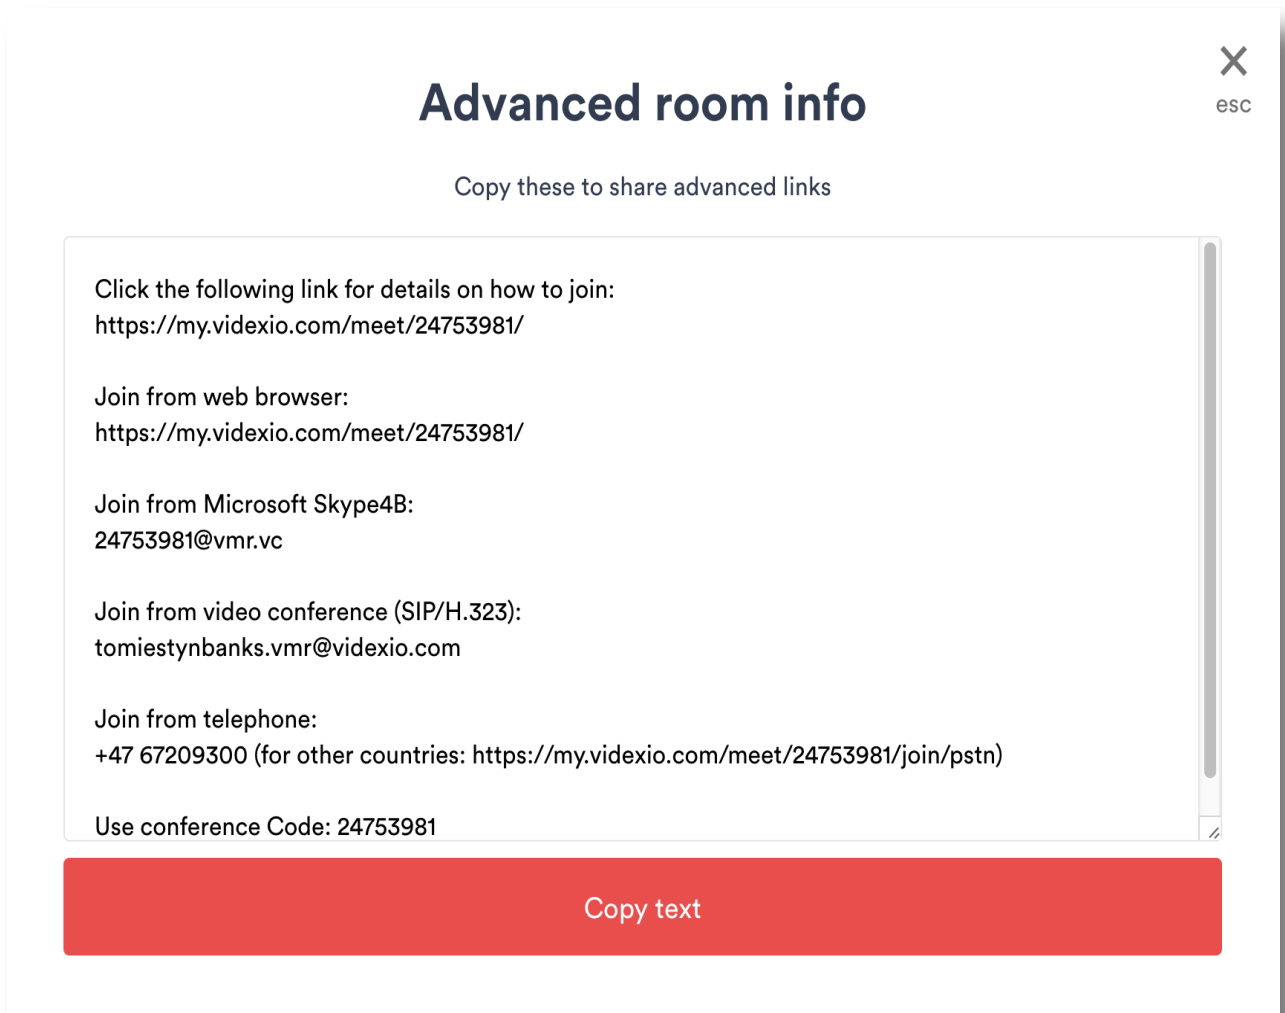 Advanced room info
esc
Copy these to share advanced links
Click the following link for details on how to join:
https://my.videxio.com/meet/24753981/
Join from web browser:
https://my.videxio.com/meet/24753981/
Join from Microsoft Skype4B:
24753981@vmr.vc
Join from video conference (SIP/H.323):
tomiestynbanks.vmr@videxio.com
Join from telephone:
+47 67209300 (for other countries: https://my.videxio.com/meet/24753981/join/pstn)
Use conference Code: 24753981
Copy text